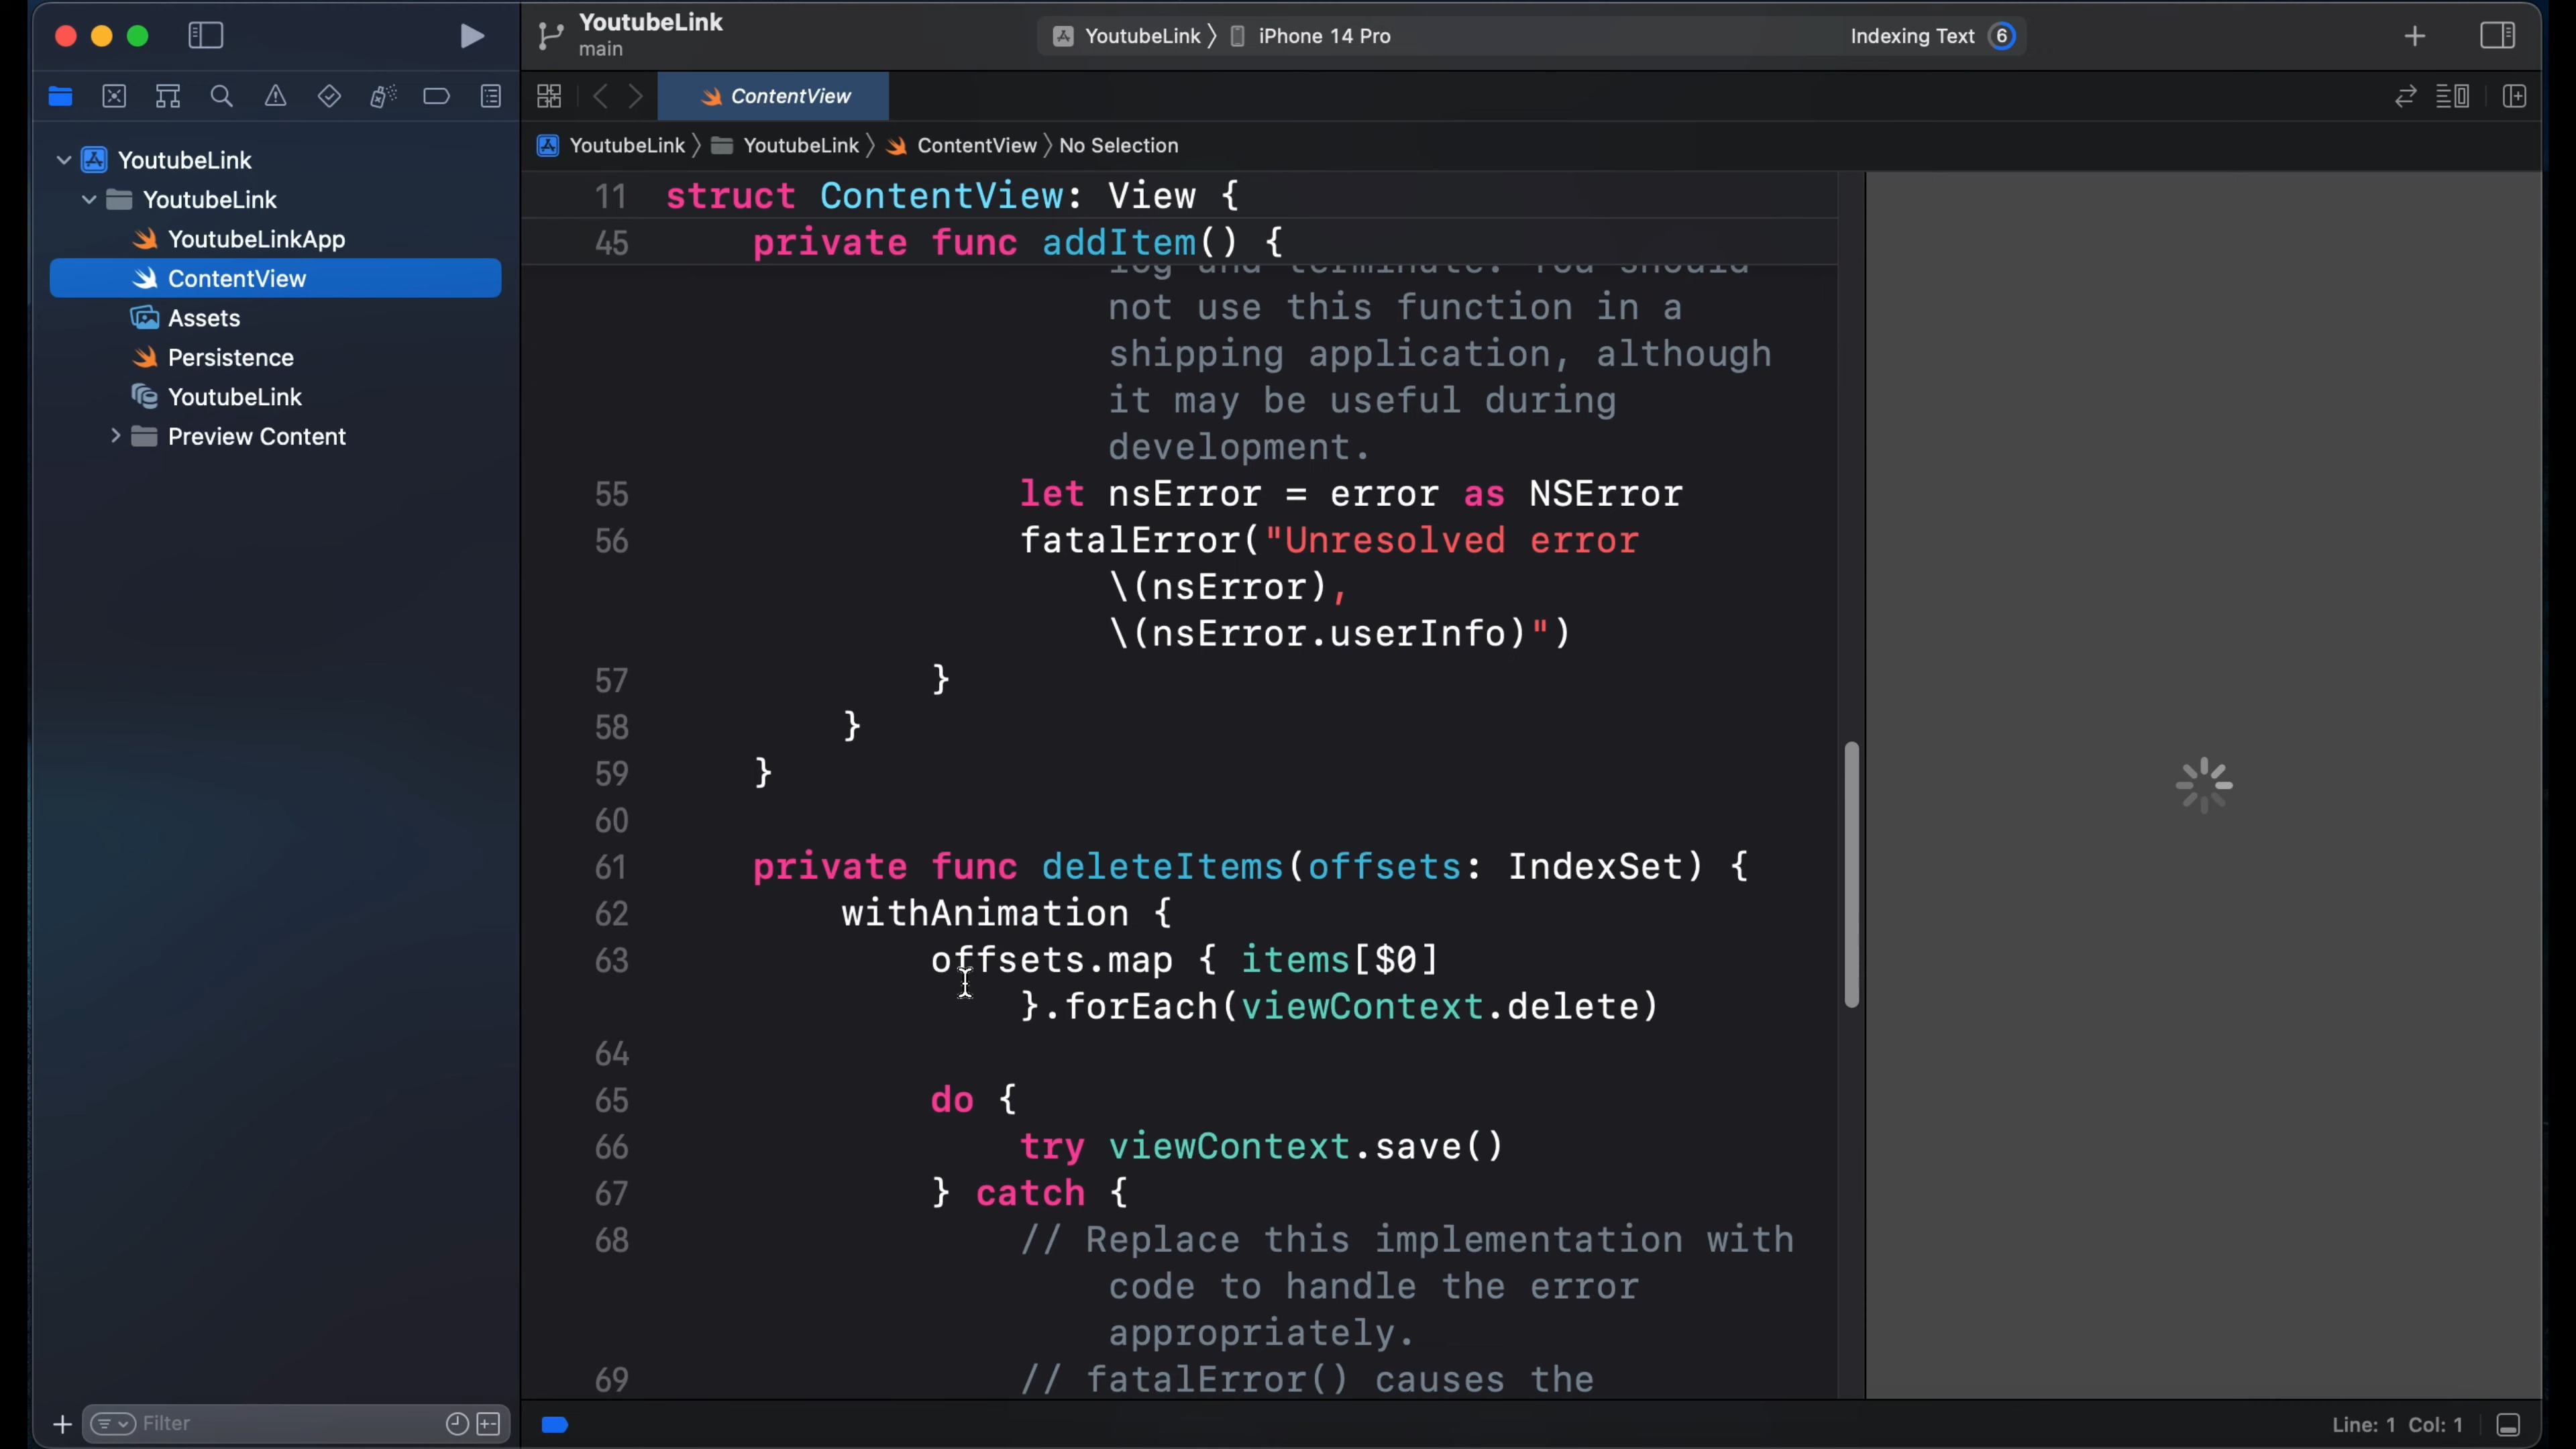 YoutubeLink
main
YoutubeLink 〉 iPhone 14 Pro
Indexing Text 6
ContentView
YoutubeLink 〉 YoutubeLink 〉 ContentView 〉 No Selection
YoutubeLink
YoutubeLink
YoutubeLinkApp
ContentView
Assets
Persistence
YoutubeLink
Preview Content
Filter
11 struct ContentView: View {
45 private func addItem() {
log and terminate. You should
not use this function in a
shipping application, although
it may be useful during
development.
55 let nsError = error as NSError
56 fatalError("Unresolved error
\(nsError),
\(nsError.userInfo)")
57 }
58 }
59 }
60
61 private func deleteItems(offsets: IndexSet) {
62 withAnimation {
63 offsets.map { items[$0]
}.forEach(viewContext.delete)
64
65 do {
66 try viewContext.save()
67 } catch {
68 // Replace this implementation with
code to handle the error
appropriately.
69 // fatalError() causes the
Line: 1 Col: 1